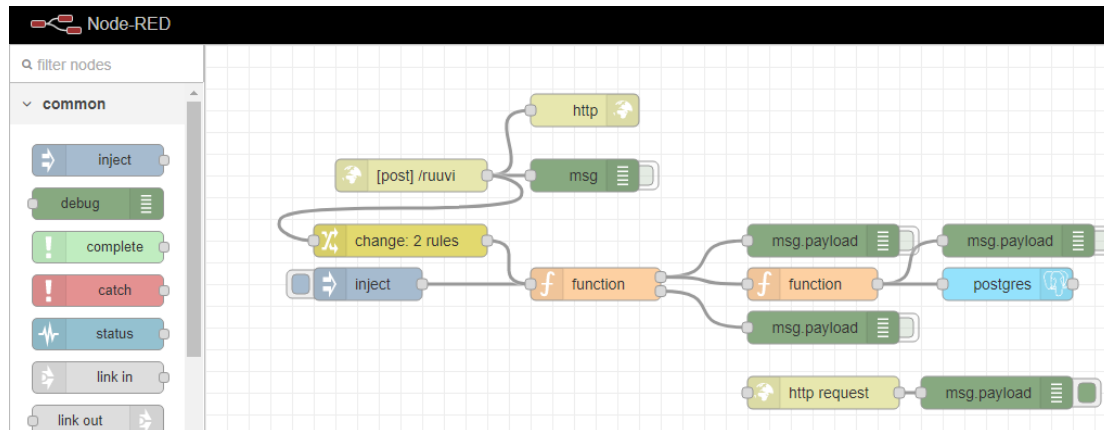 Node-RED
filter nodes
common
inject
debug
complete
catch
status
link in
link out
http
[post] /ruuvi
msg
change: 2 rules
msg.payload
msg.payload
inject
function
function
postgres
msg.payload
http request
msg.payload